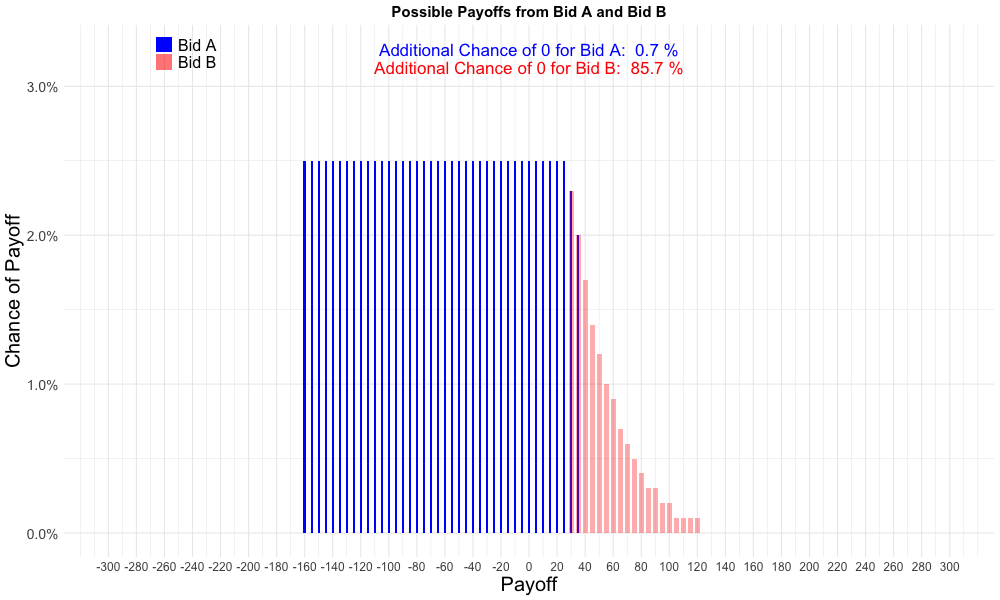 Possible Payoffs from Bid A and Bid B
Bid A
Bid B
Additional Chance of 0 for Bid A:  0.7 %
Additional Chance of 0 for Bid B:  85.7 %
Chance of Payoff
3.0%
2.0%
1.0%
0.0%
-300 -280 -260 -240 -220 -200 -180 -160 -140 -120 -100 -80 -60 -40 -20 0 20 40 60 80 100 120 140 160 180 200 220 240 260 280 300
Payoff